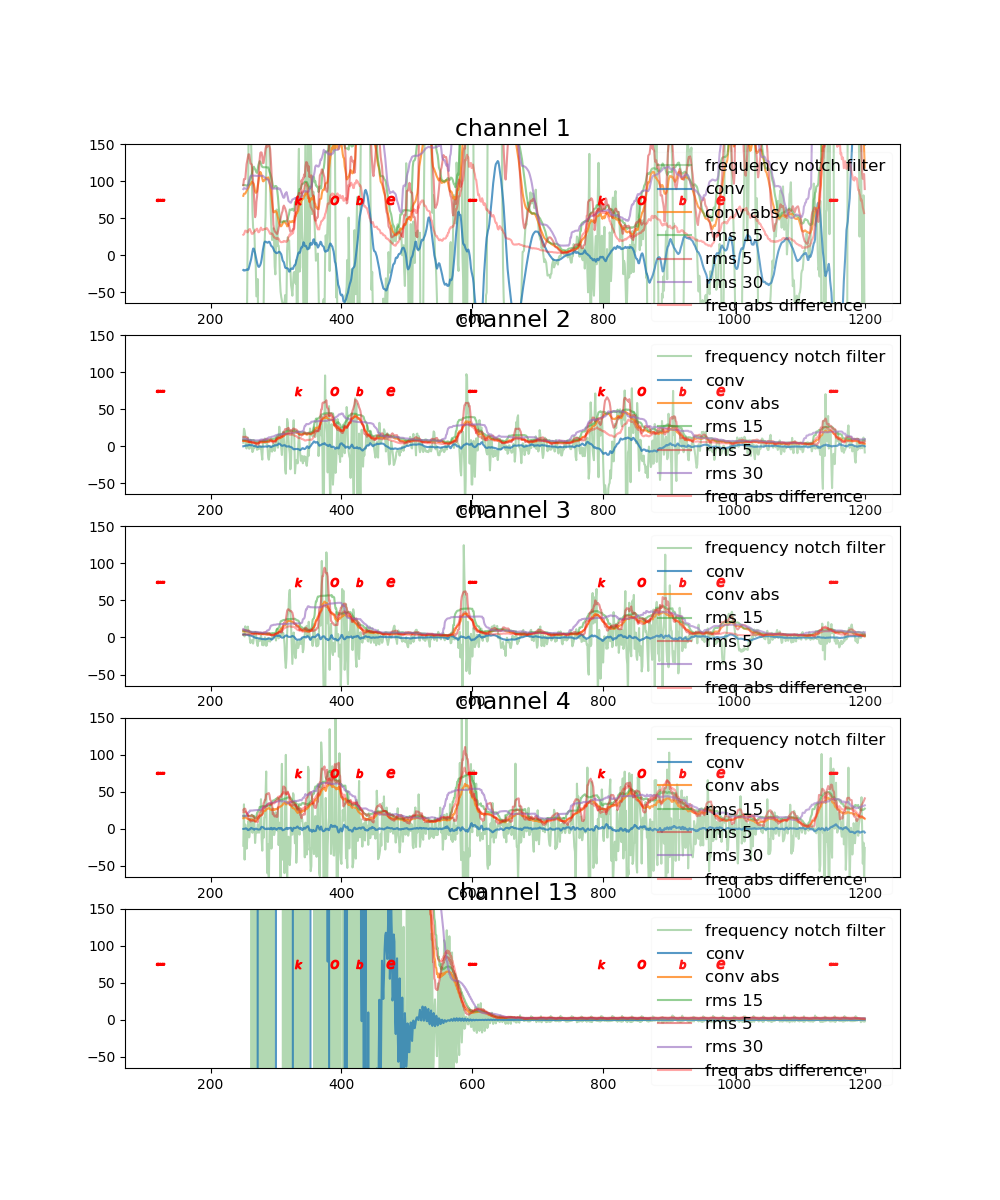 channel 1
150
100
50
0
−50
- k o b e - k o b e -
frequency notch filter
conv
conv abs
rms 15
rms 5
rms 30
freq abs difference
200 400 600 800 1000 1200
channel 2
150
100
50
0
−50
- k o b e - k o b e -
frequency notch filter
conv
conv abs
rms 15
rms 5
rms 30
freq abs difference
200 400 600 800 1000 1200
channel 3
150
100
50
0
−50
- k o b e - k o b e -
frequency notch filter
conv
conv abs
rms 15
rms 5
rms 30
freq abs difference
200 400 600 800 1000 1200
channel 4
150
100
50
0
−50
- k o b e - k o b e -
frequency notch filter
conv
conv abs
rms 15
rms 5
rms 30
freq abs difference
200 400 600 800 1000 1200
channel 13
150
100
50
0
−50
- k o b e - k o b e -
frequency notch filter
conv
conv abs
rms 15
rms 5
rms 30
freq abs difference
200 400 600 800 1000 1200